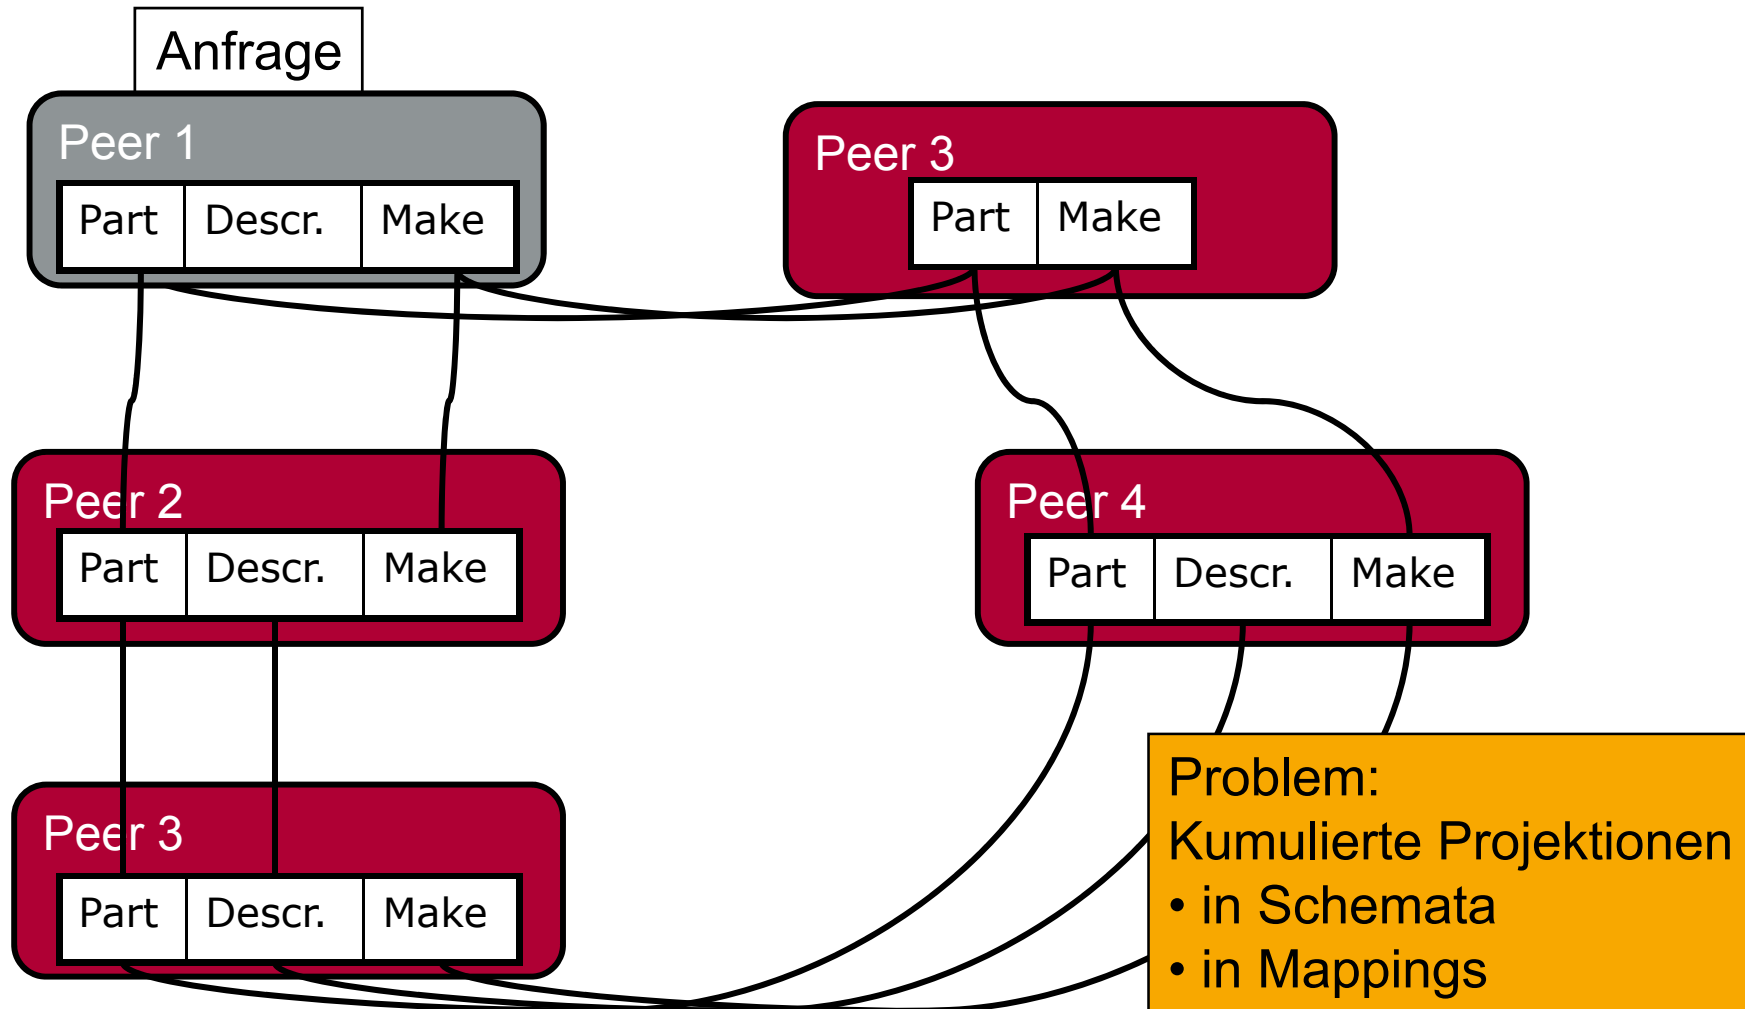 Anfrage
Peer 1
Part Descr. Make
Peer 3
Part Make
Peer 2
Part Descr. Make
Peer 4
Part Descr. Make
Peer 3
Part Descr. Make
Problem:
Kumulierte Projektionen
• in Schemata
• in Mappings